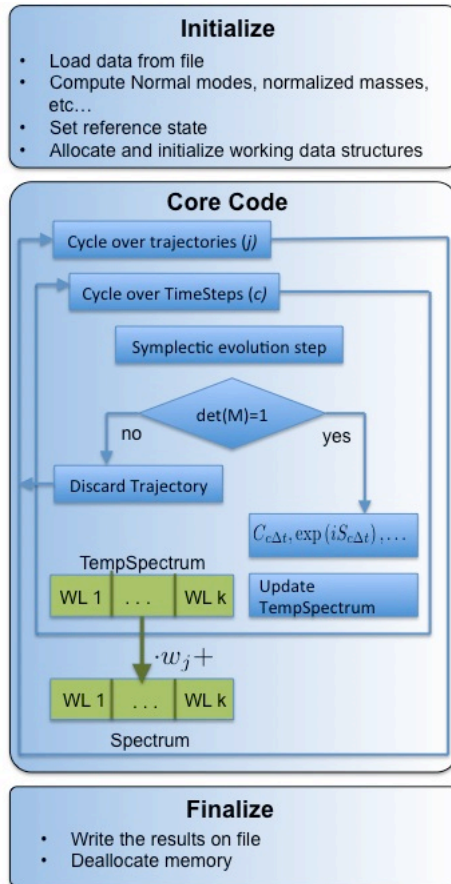 Initialize
• Load data from file
• Compute Normal modes, normalized masses,
etc…
• Set reference state
• Allocate and initialize working data structures
Core Code
Cycle over trajectories (j)
Cycle over TimeSteps (c)
Symplectic evolution step
det(M)=1
no
yes
Discard Trajectory
C_{cΔt}, exp (iS_{cΔt}), . . .
TempSpectrum
WL 1 . . . WL k
Update
TempSpectrum
·w_j+
WL 1 . . . WL k
Spectrum
Finalize
• Write the results on file
• Deallocate memory